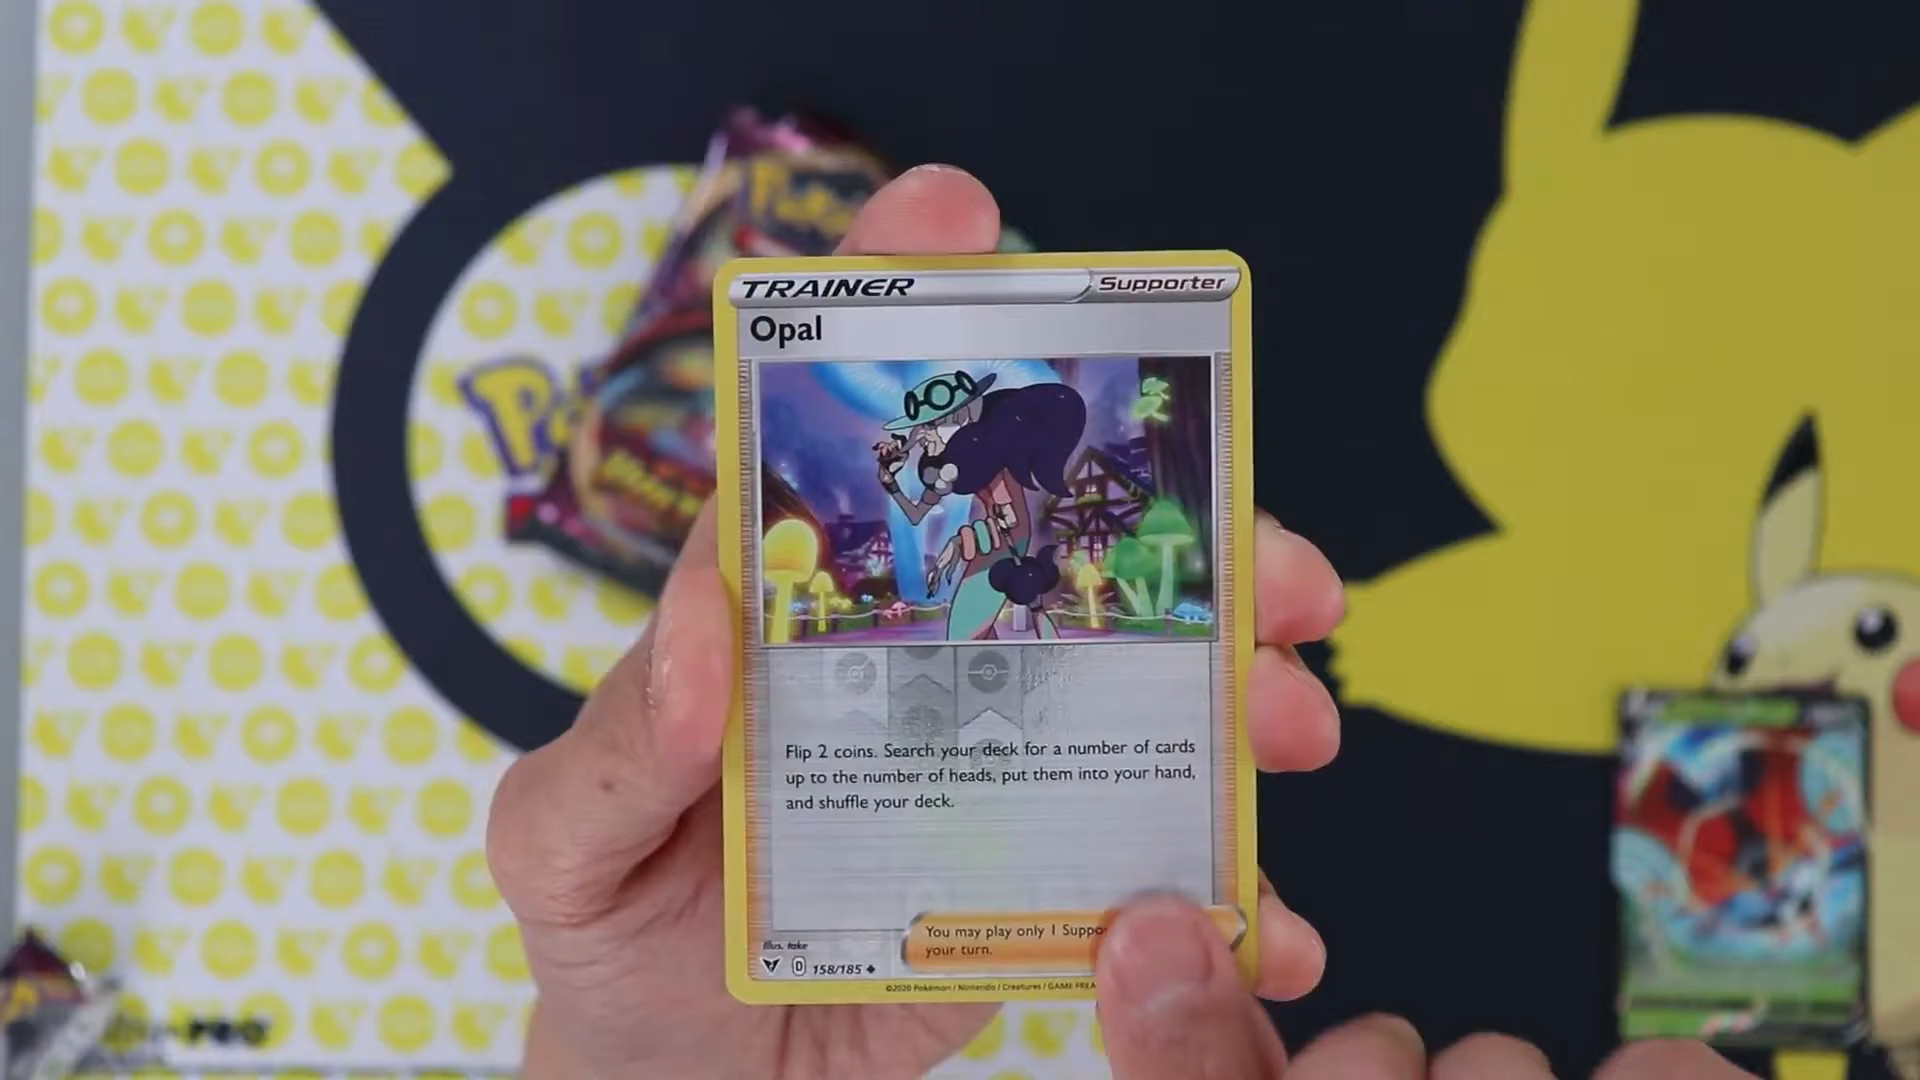 TRAINER
Supporter
Opal
Flip 2 coins. Search your deck for a number of cards
up to the number of heads, put them into your hand,
and shuffle your deck.
You may play only 1
your turn.
Illus. take
D 158/185
©2020 Pokémon / Nintendo / Creatures / GAME